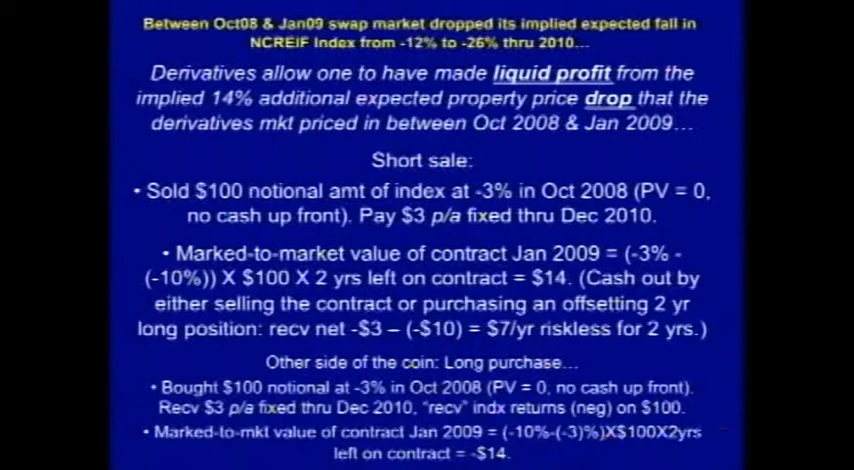 Between Oct08 & Jan09 swap market dropped its implied expected fall in
NCREIF Index from -12% to -26% thru 2010…
Derivatives allow one to have made liquid profit from the
implied 14% additional expected property price drop that the
derivatives mkt priced in between Oct 2008 & Jan 2009…
Short sale:
• Sold $100 notional amt of index at -3% in Oct 2008 (PV = 0,
no cash up front). Pay $3 p/a fixed thru Dec 2010.
• Marked-to-market value of contract Jan 2009 = (-3% -
(-10%)) X $100 X 2 yrs left on contract = $14. (Cash out by
either selling the contract or purchasing an offsetting 2 yr
long position: recv net -$3 – (-$10) = $7/yr riskless for 2 yrs.)
Other side of the coin: Long purchase…
• Bought $100 notional at -3% in Oct 2008 (PV = 0, no cash up front).
Recv $3 p/a fixed thru Dec 2010, "recv" indx returns (neg) on $100.
• Marked-to-mkt value of contract Jan 2009 = (-10%-(-3)%)X$100X2yrs
left on contract = -$14.